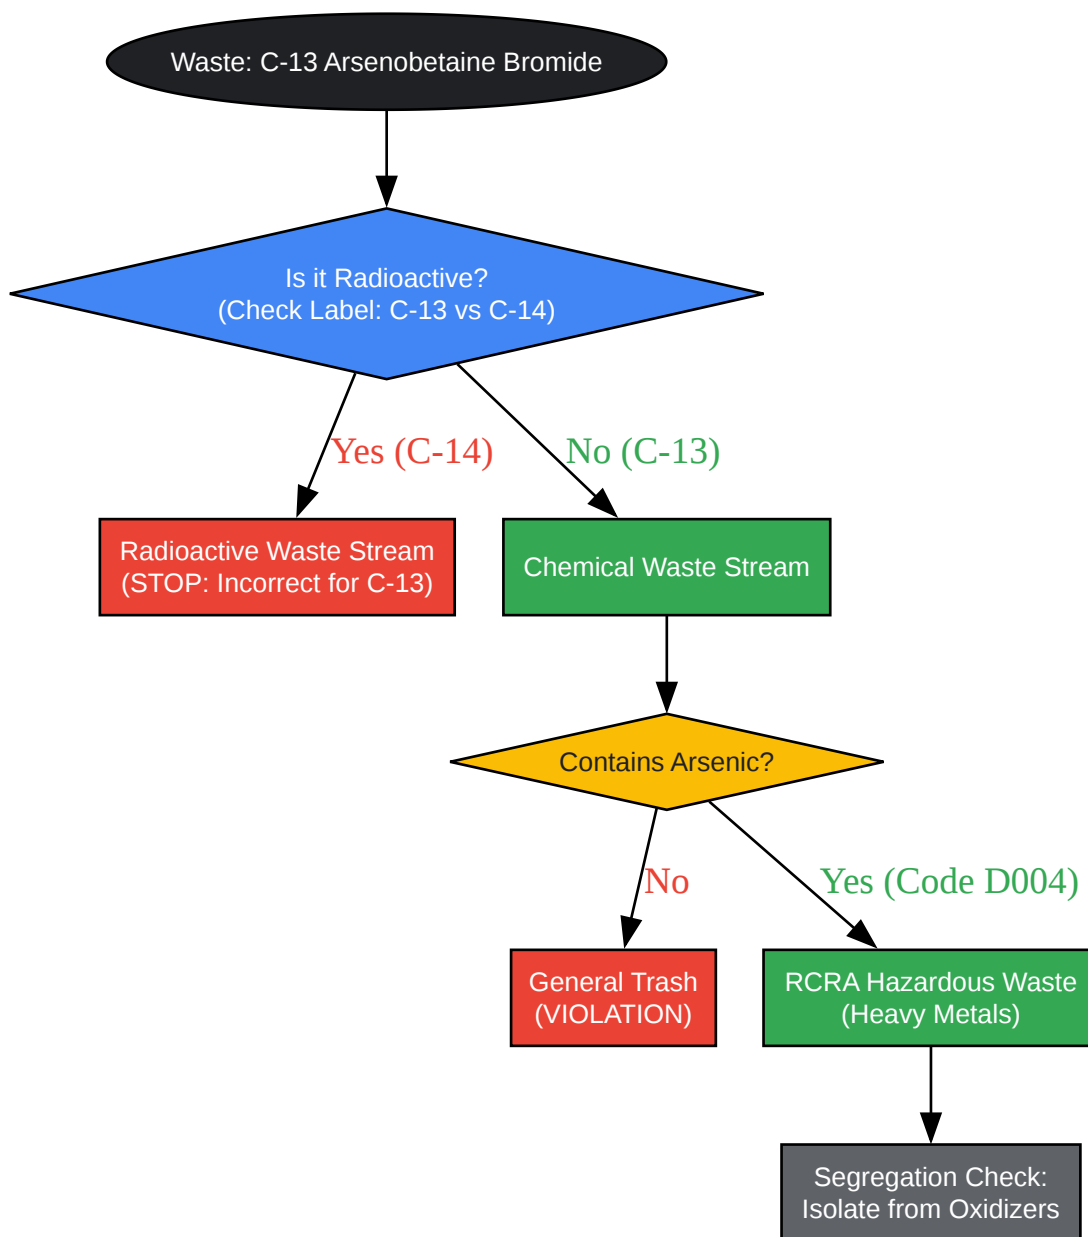 Waste: C-13 Arsenobetaine Bromide
Is it Radioactive?
(Check Label: C-13 vs C-14)
Yes (C-14)
No (C-13)
Radioactive Waste Stream
(STOP: Incorrect for C-13)
Chemical Waste Stream
Contains Arsenic?
No
Yes (Code D004)
General Trash
(VIOLATION)
RCRA Hazardous Waste
(Heavy Metals)
Segregation Check:
Isolate from Oxidizers